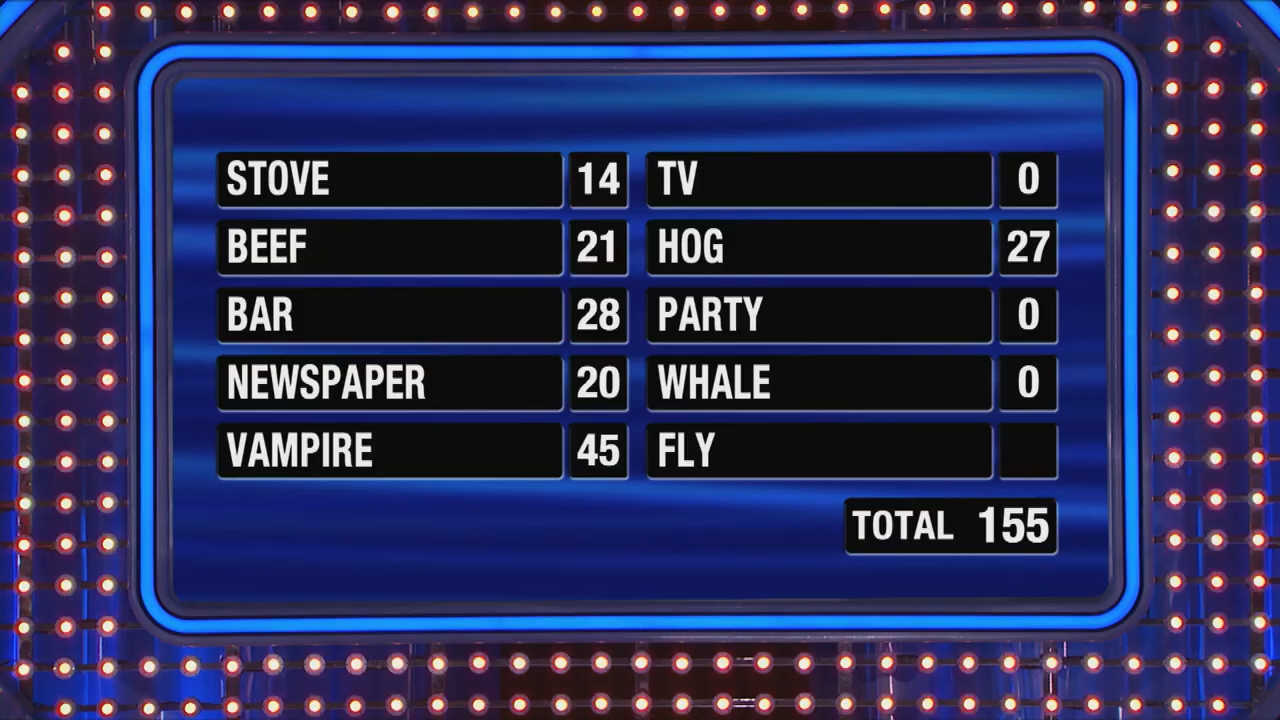 STOVE 14
BEEF 21
BAR 28
NEWSPAPER 20
VAMPIRE 45
TV 0
HOG 27
PARTY 0
WHALE 0
FLY
TOTAL 155